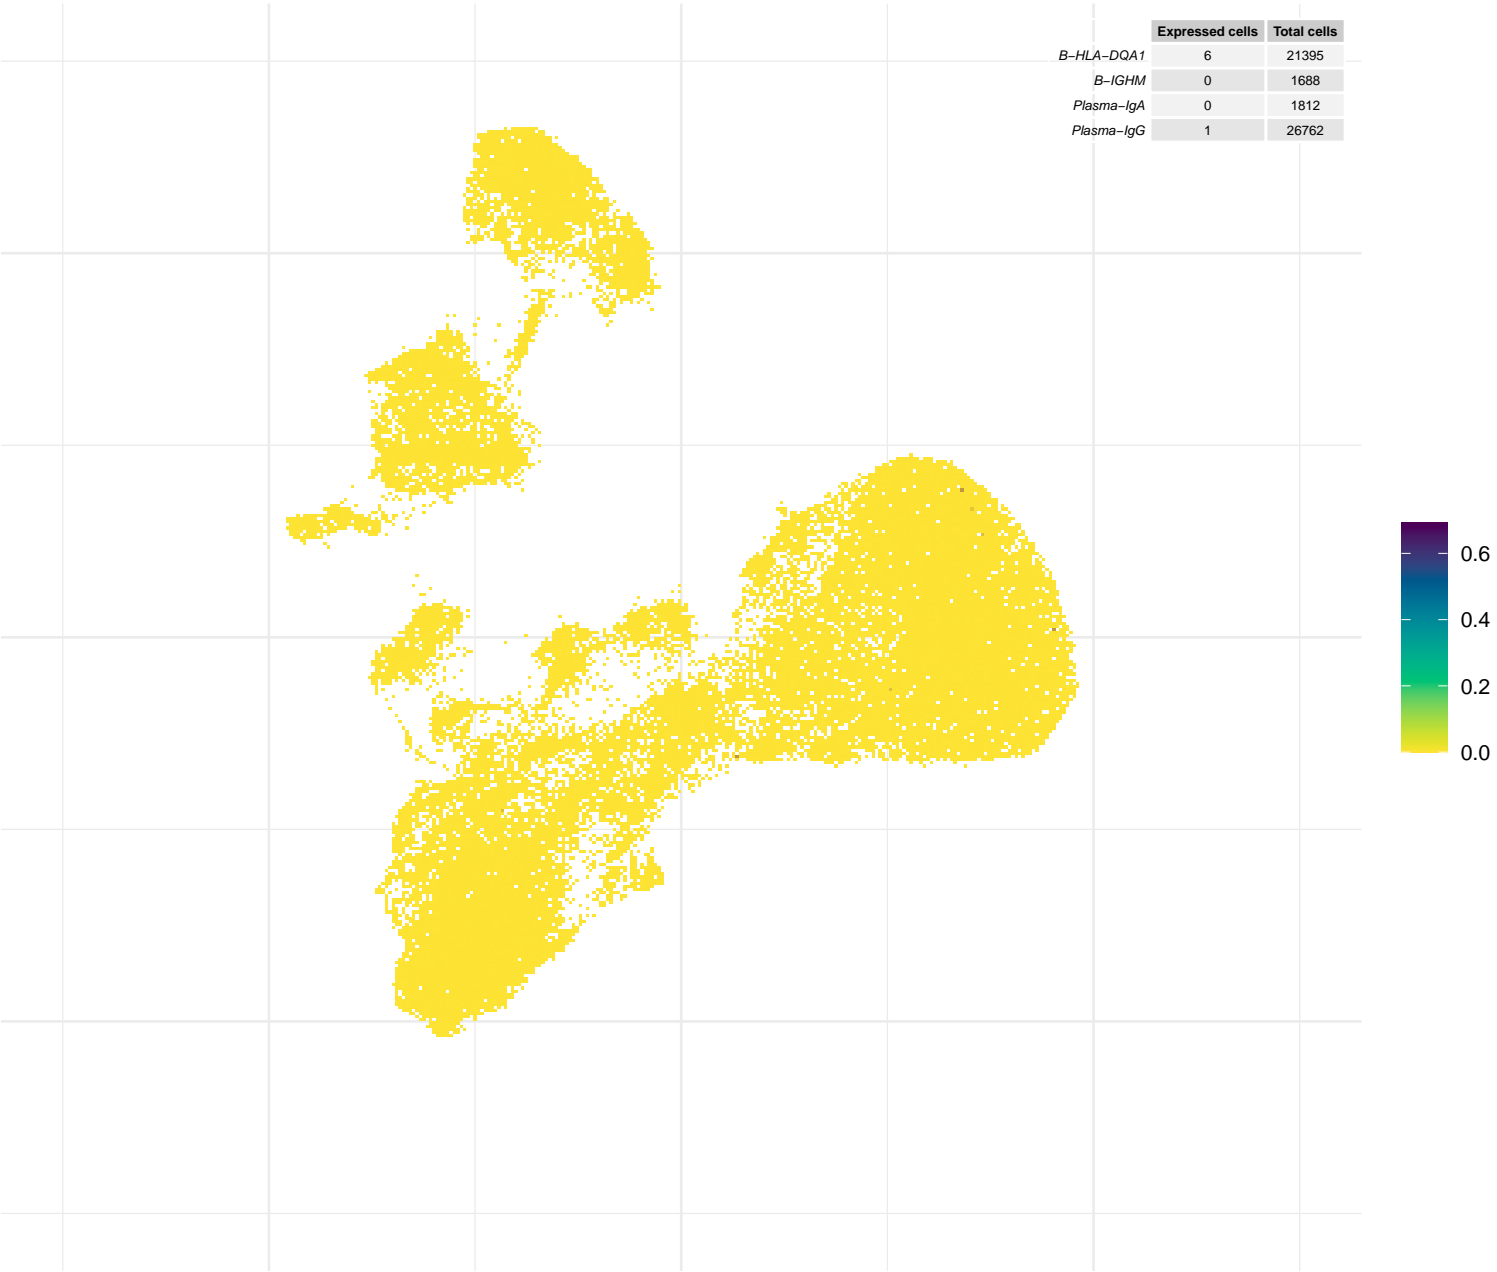 Expressed cells Total cells
B−HLA−DQA1 6 21395
B−IGHM 0 1688
Plasma−IgA 0 1812
Plasma−IgG 1 26762
0.6
0.4
0.2
0.0